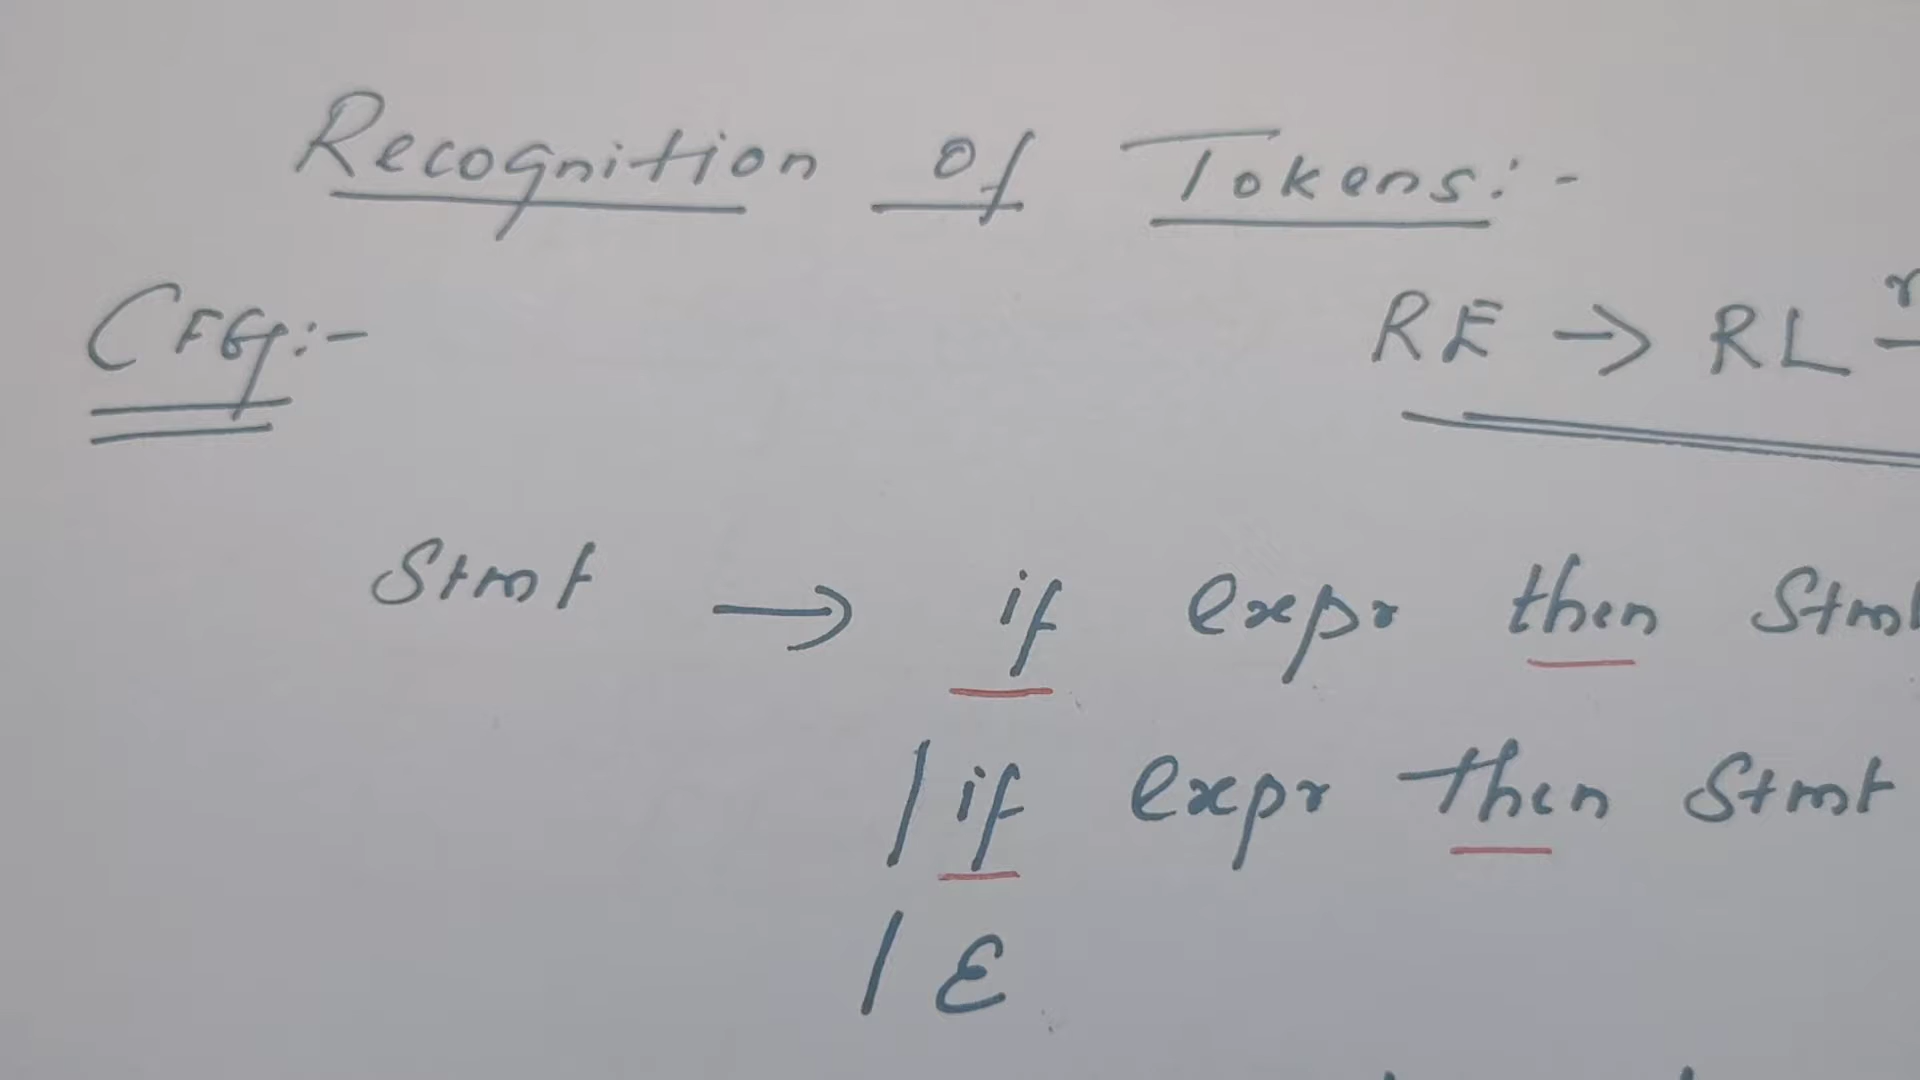 Recognition of Tokens:-
CFG:- RE → RL
Stmt → if expr then Stmt
| if expr then Stmt
| ε